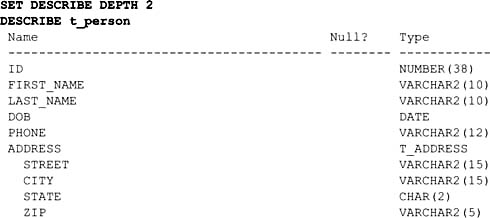 SET DESCRIBE DEPTH 2
DESCRIBE t_person
Name Null? Type
---------------------------------------- -------- ------------
ID NUMBER(38)
FIRST_NAME VARCHAR2(10)
LAST_NAME VARCHAR2(10)
DOB DATE
PHONE VARCHAR2(12)
ADDRESS T_ADDRESS
STREET VARCHAR2(15)
CITY VARCHAR2(15)
STATE CHAR(2)
ZIP VARCHAR2(5)